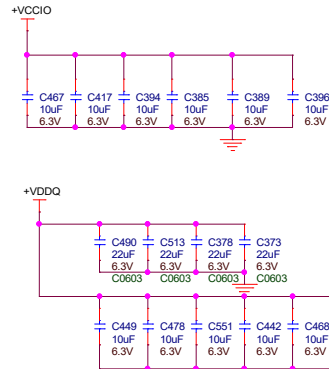 +VCCIO
C467 C417 C394 C385 C389 C396
10uF 10uF 10uF 10uF 10uF 10uF
6.3V 6.3V 6.3V 6.3V 6.3V 6.3V
+VDDQ
C490 C513 C378 C373
22uF 22uF 22uF 22uF
6.3V 6.3V 6.3V 6.3V
C0603 C0603 C0603 C0603
C449 C478 C551 C442 C468
10uF 10uF 10uF 10uF 10uF
6.3V 6.3V 6.3V 6.3V 6.3V